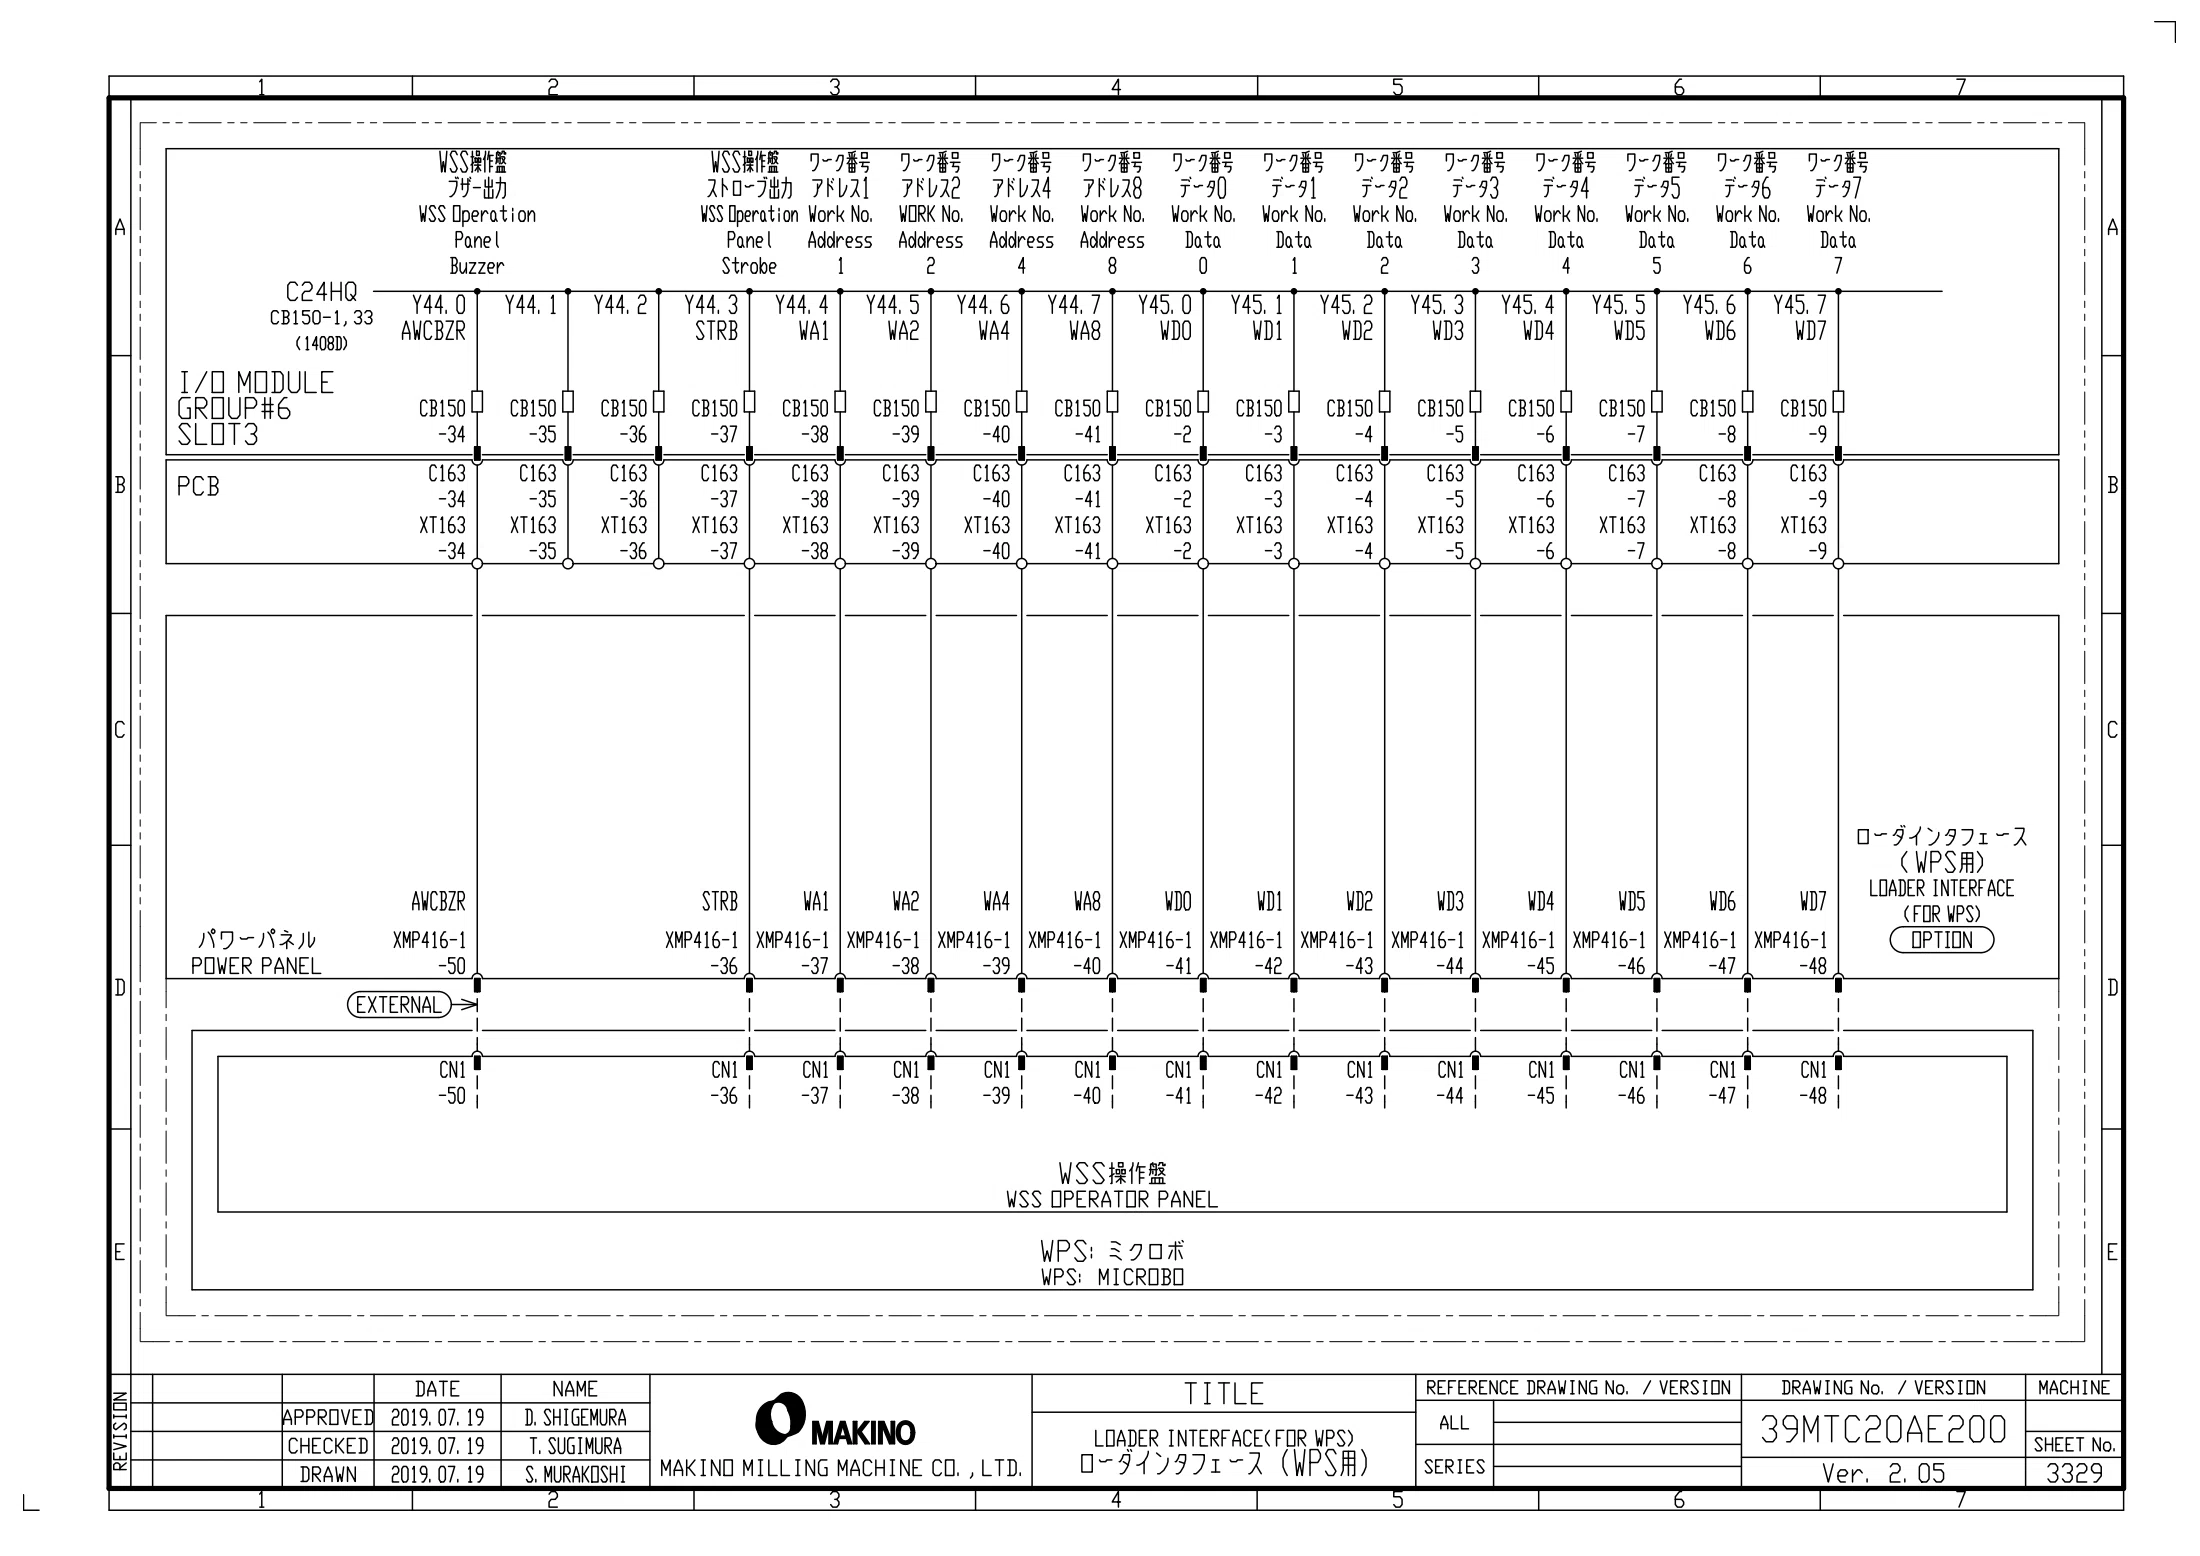 1 2 3 4 5 6 7
WSS操作盤 WSS操作盤 ワーク番号 ワーク番号 ワーク番号 ワーク番号 ワーク番号 ワーク番号 ワーク番号 ワーク番号 ワーク番号 ワーク番号 ワーク番号 ワーク番号
ブザー出力 ストローブ出力 アドレス1 アドレス2 アドレス4 アドレス8 データ0 データ1 データ2 データ3 データ4 データ5 データ6 データ7
WSS Operation WSS Operation Work No. WORK No. Work No. Work No. Work No. Work No. Work No. Work No. Work No. Work No. Work No. Work No.
A A
Panel Panel Address Address Address Address Data Data Data Data Data Data Data Data
Buzzer Strobe 1 2 4 8 0 1 2 3 4 5 6 7
C24HQ Y44.0 Y44.1 Y44.2 Y44.3 Y44.4 Y44.5 Y44.6 Y44.7 Y45.0 Y45.1 Y45.2 Y45.3 Y45.4 Y45.5 Y45.6 Y45.7
CB150-1,33
AWCBZR STRB WA1 WA2 WA4 WA8 WD0 WD1 WD2 WD3 WD4 WD5 WD6 WD7
(1408D)
I/O MODULE
GROUP#6
SLOT3
CB150 CB150 CB150 CB150 CB150 CB150 CB150 CB150 CB150 CB150 CB150 CB150 CB150 CB150 CB150 CB150
-34 -35 -36 -37 -38 -39 -40 -41 -2 -3 -4 -5 -6 -7 -8 -9
C163 C163 C163 C163 C163 C163 C163 C163 C163 C163 C163 C163 C163 C163 C163 C163
B PCB B
-34 -35 -36 -37 -38 -39 -40 -41 -2 -3 -4 -5 -6 -7 -8 -9
XT163 XT163 XT163 XT163 XT163 XT163 XT163 XT163 XT163 XT163 XT163 XT163 XT163 XT163 XT163 XT163
-34 -35 -36 -37 -38 -39 -40 -41 -2 -3 -4 -5 -6 -7 -8 -9
C C
ローダインタフェース
(WPS用)
LOADER INTERFACE
(FOR WPS)
OPTION
AWCBZR STRB WA1 WA2 WA4 WA8 WD0 WD1 WD2 WD3 WD4 WD5 WD6 WD7
パワーパネル XMP416-1 XMP416-1 XMP416-1 XMP416-1 XMP416-1 XMP416-1 XMP416-1 XMP416-1 XMP416-1 XMP416-1 XMP416-1 XMP416-1 XMP416-1 XMP416-1
POWER PANEL -50 -36 -37 -38 -39 -40 -41 -42 -43 -44 -45 -46 -47 -48
D D
EXTERNAL
CN1 CN1 CN1 CN1 CN1 CN1 CN1 CN1 CN1 CN1 CN1 CN1 CN1 CN1
-50 -36 -37 -38 -39 -40 -41 -42 -43 -44 -45 -46 -47 -48
WSS操作盤
WSS OPERATOR PANEL
E E
WPS: ミクロボ
WPS: MICROBO
REVISION
DATE NAME
APPROVED 2019.07.19 D. SHIGEMURA
CHECKED 2019.07.19 T. SUGIMURA
DRAWN 2019.07.19 S. MURAKOSHI
MAKINO
MAKINO MILLING MACHINE CO.,LTD.
TITLE
LOADER INTERFACE(FOR WPS)
ローダインタフェース (WPS用)
REFERENCE DRAWING No. / VERSION
ALL
SERIES
DRAWING No. / VERSION
39MTC20AE200
Ver. 2.05
MACHINE
SHEET No.
3329
1 2 3 4 5 6 7